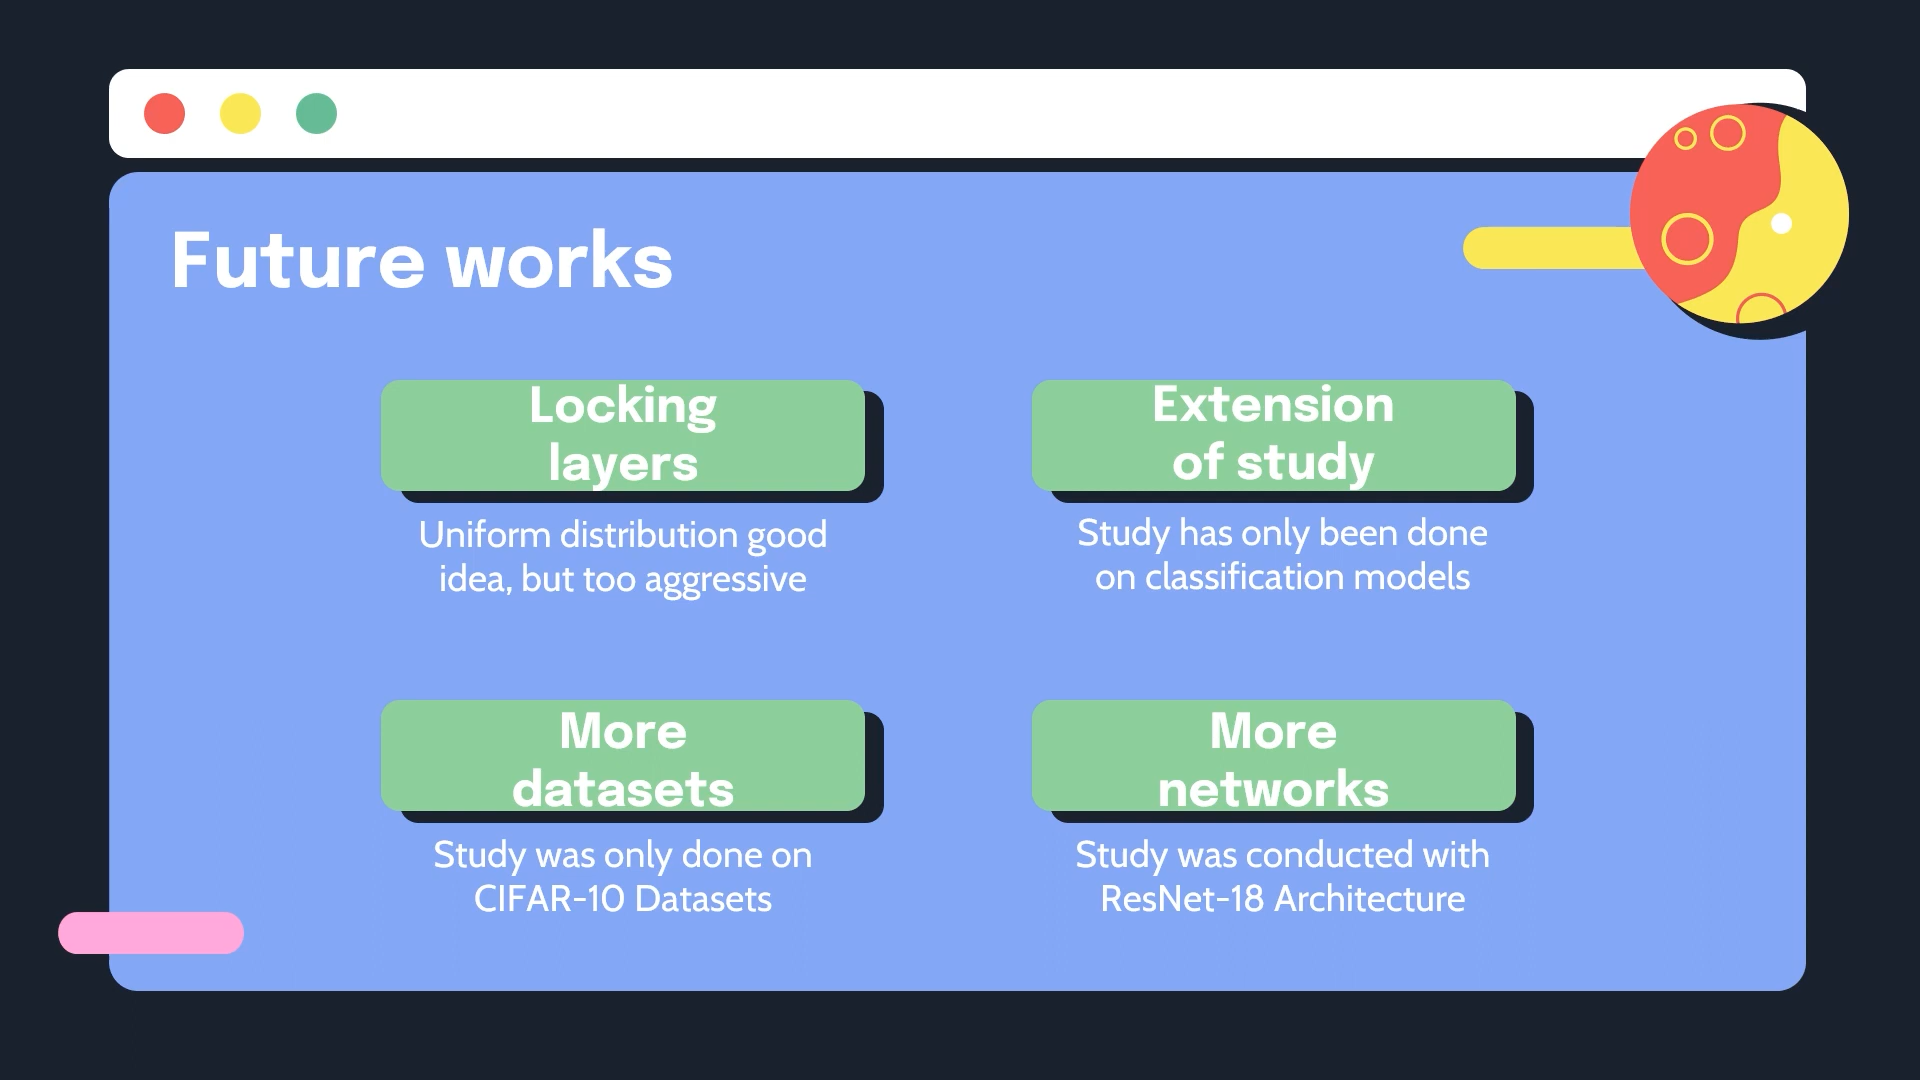 Future works
Locking
layers
Uniform distribution good
idea, but too aggressive
Extension
of study
Study has only been done
on classification models
More
datasets
Study was only done on
CIFAR-10 Datasets
More
networks
Study was conducted with
ResNet-18 Architecture